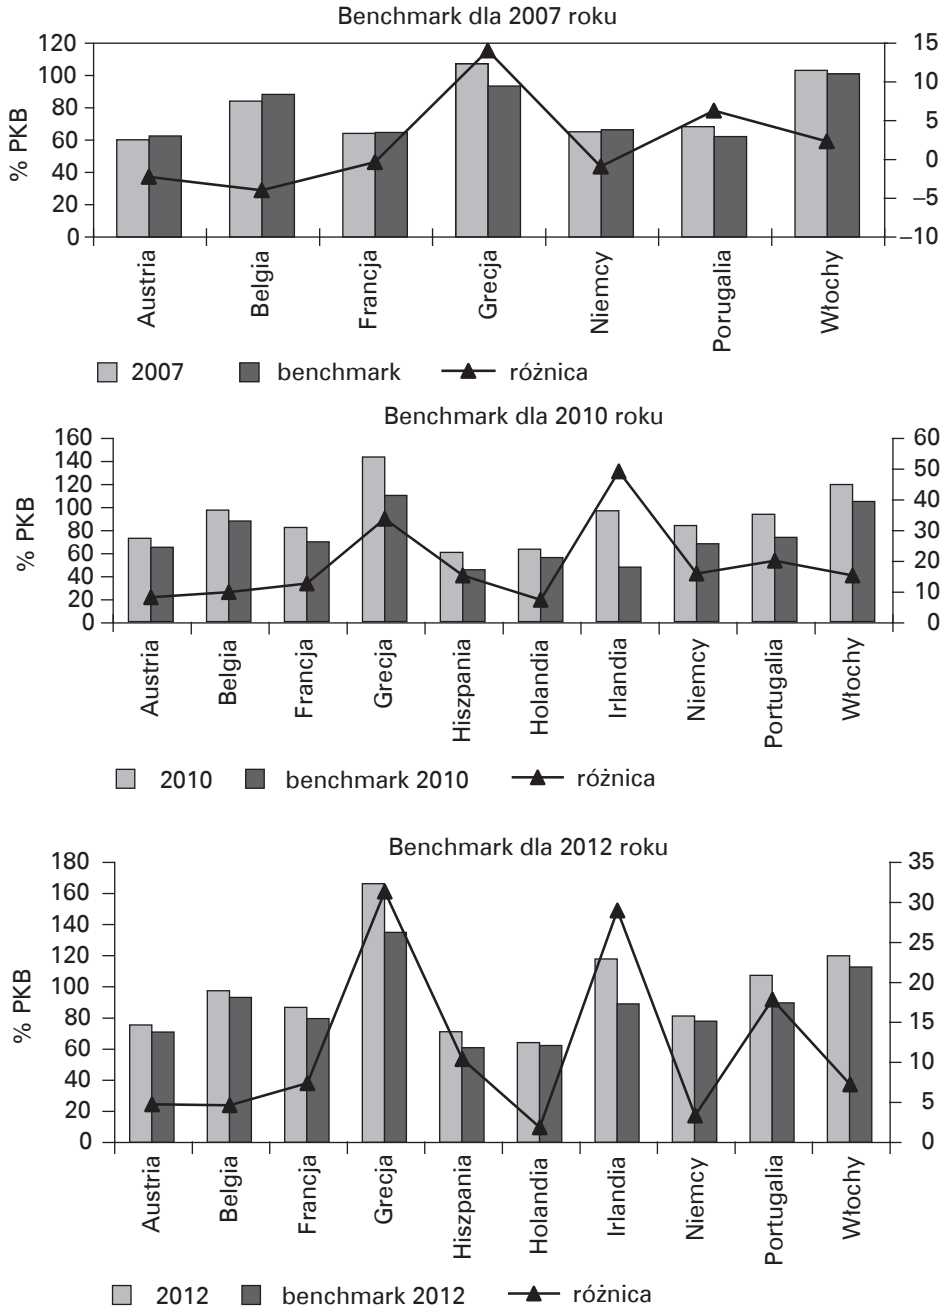 Benchmark dla 2007 roku
% PKB
120
100
80
60
40
20
0
15
10
5
0
–5
–10
Austria
Belgia
Francja
Grecja
Niemcy
Porugalia
Włochy
2007
benchmark
różnica
Benchmark dla 2010 roku
% PKB
160
140
120
100
80
60
40
20
0
60
50
40
30
20
10
0
Austria
Belgia
Francja
Grecja
Hiszpania
Holandia
Irlandia
Niemcy
Portugalia
Włochy
2010
benchmark 2010
różnica
Benchmark dla 2012 roku
% PKB
180
160
140
120
100
80
60
40
20
0
35
30
25
20
15
10
5
0
Austria
Belgia
Francja
Grecja
Hiszpania
Holandia
Irlandia
Niemcy
Portugalia
Włochy
2012
benchmark 2012
różnica